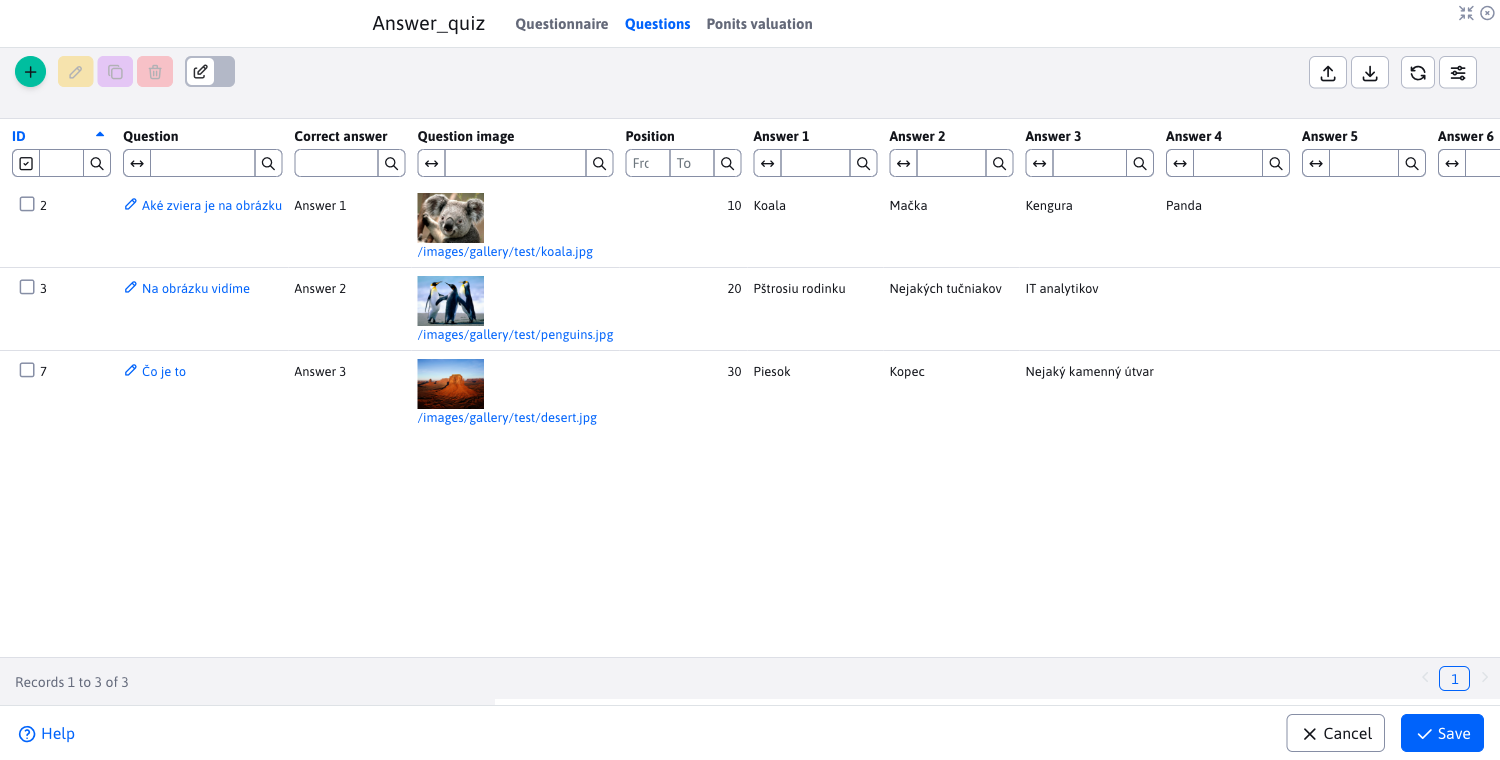 Answer_quiz Questionnaire Questions Ponits valuation
ID Question Correct answer Question image Position Answer 1 Answer 2 Answer 3 Answer 4 Answer 5 Answer 6
Frc To
2 Aké zviera je na obrázku Answer 1 10 Koala Mačka Kengura Panda
/images/gallery/test/koala.jpg
3 Na obrázku vidíme Answer 2 20 Pštrosiu rodinku Nejakých tučniakov IT analytikov
/images/gallery/test/penguins.jpg
7 Čo je to Answer 3 30 Piesok Kopec Nejaký kamenný útvar
/images/gallery/test/desert.jpg
Records 1 to 3 of 3 1
Help Cancel Save